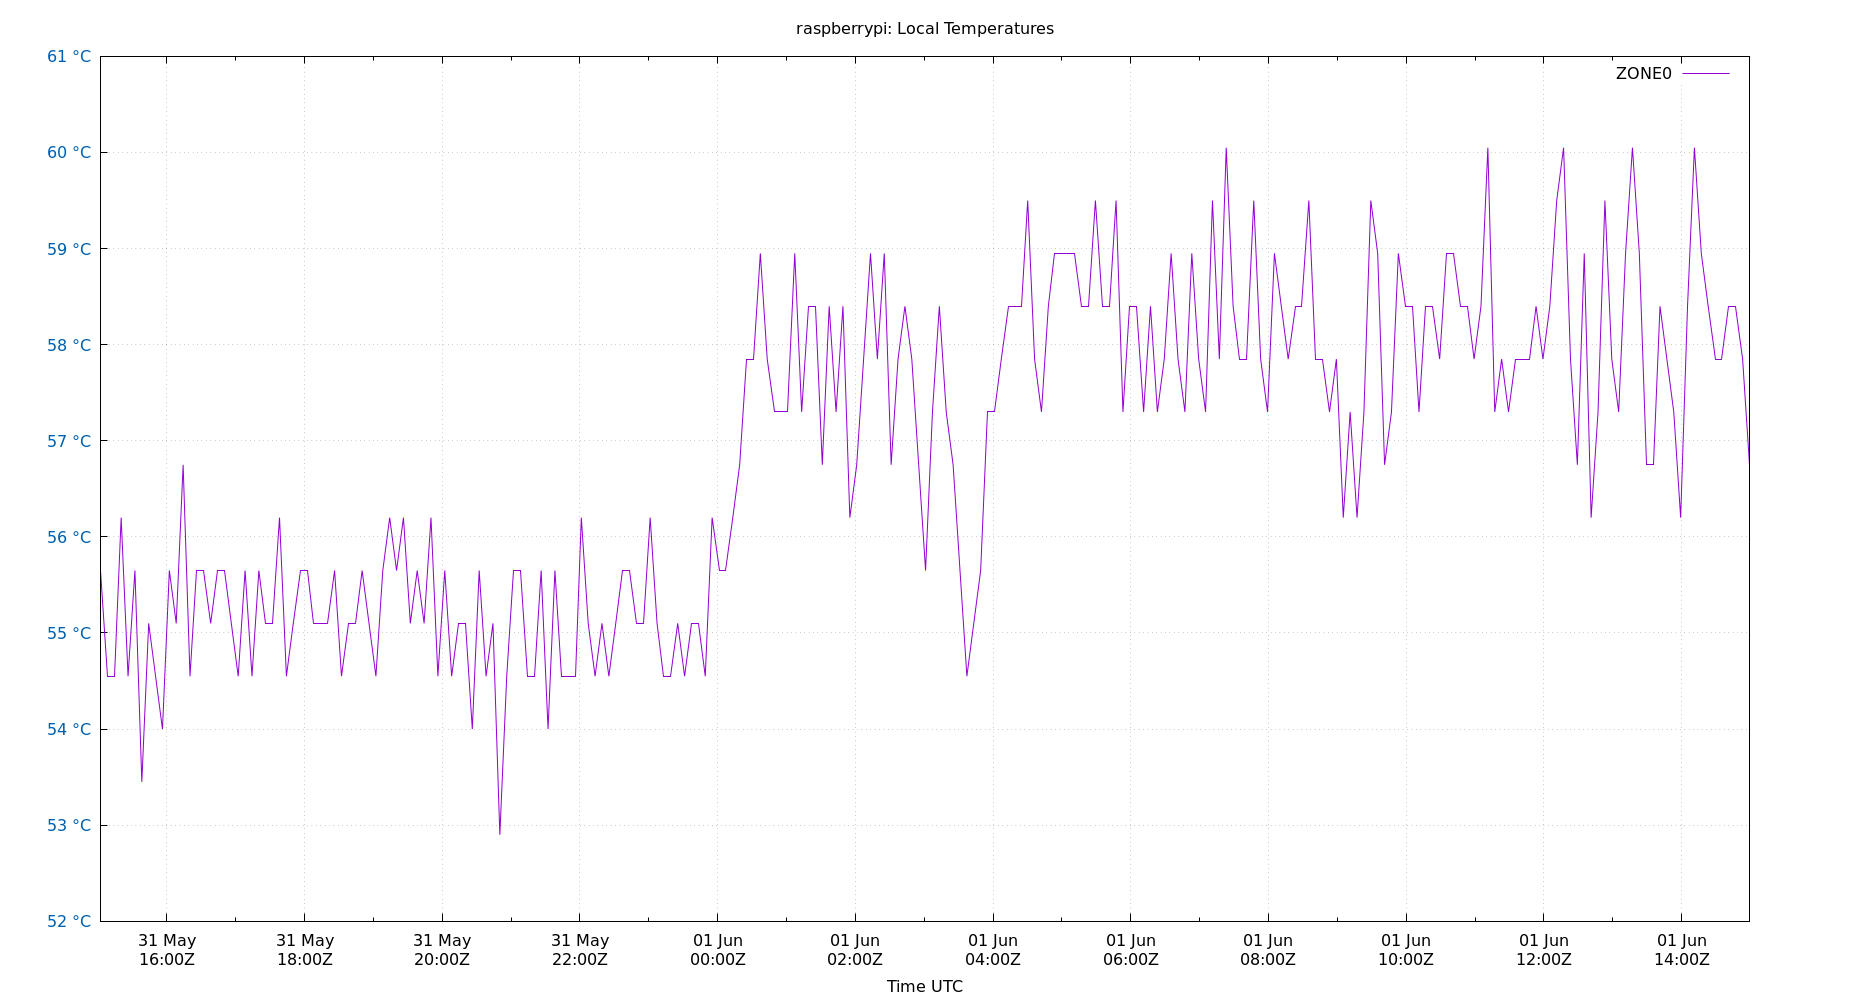 raspberrypi: Local Temperatures
61 °C
60 °C
59 °C
58 °C
57 °C
56 °C
55 °C
54 °C
53 °C
52 °C
ZONE0
31 May 31 May 31 May 31 May 01 Jun 01 Jun 01 Jun 01 Jun 01 Jun 01 Jun 01 Jun 01 Jun
16:00Z 18:00Z 20:00Z 22:00Z 00:00Z 02:00Z 04:00Z 06:00Z 08:00Z 10:00Z 12:00Z 14:00Z
Time UTC